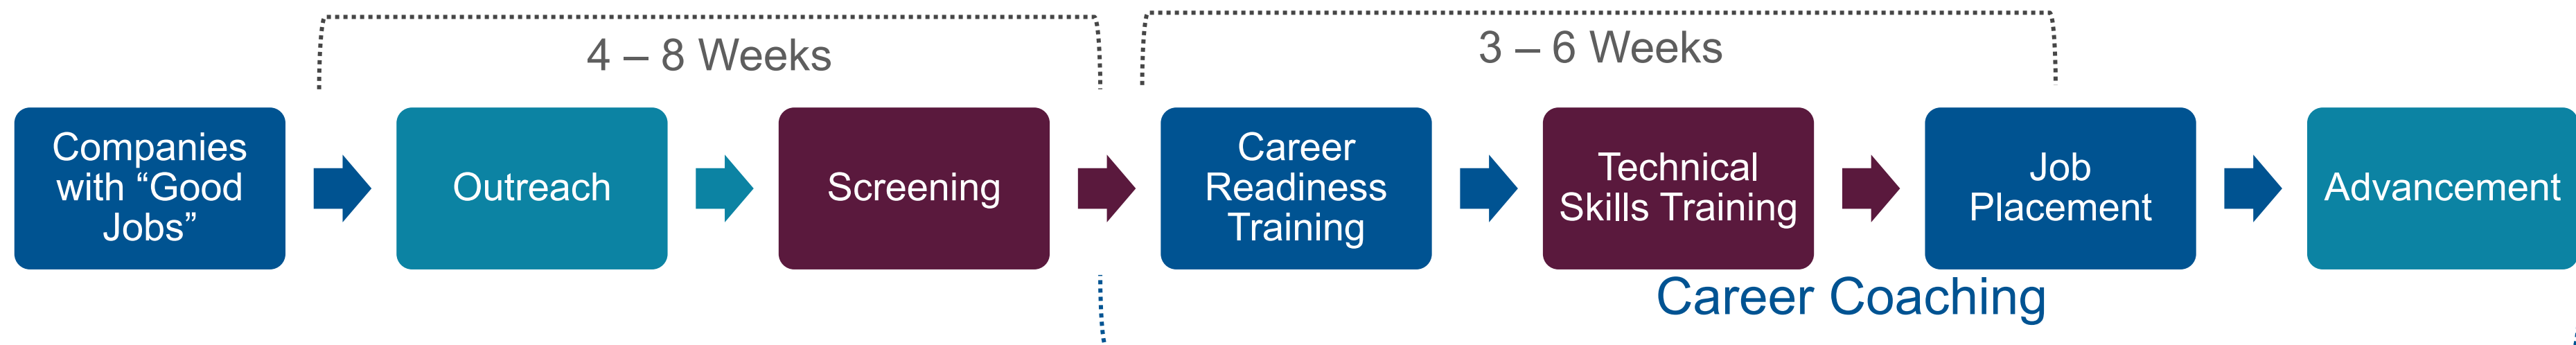 4 – 8 Weeks
3 – 6 Weeks
Companies
with “Good
Jobs”
Outreach
Screening
Career
Readiness
Training
Technical
Skills Training
Job
Placement
Advancement
Career Coaching